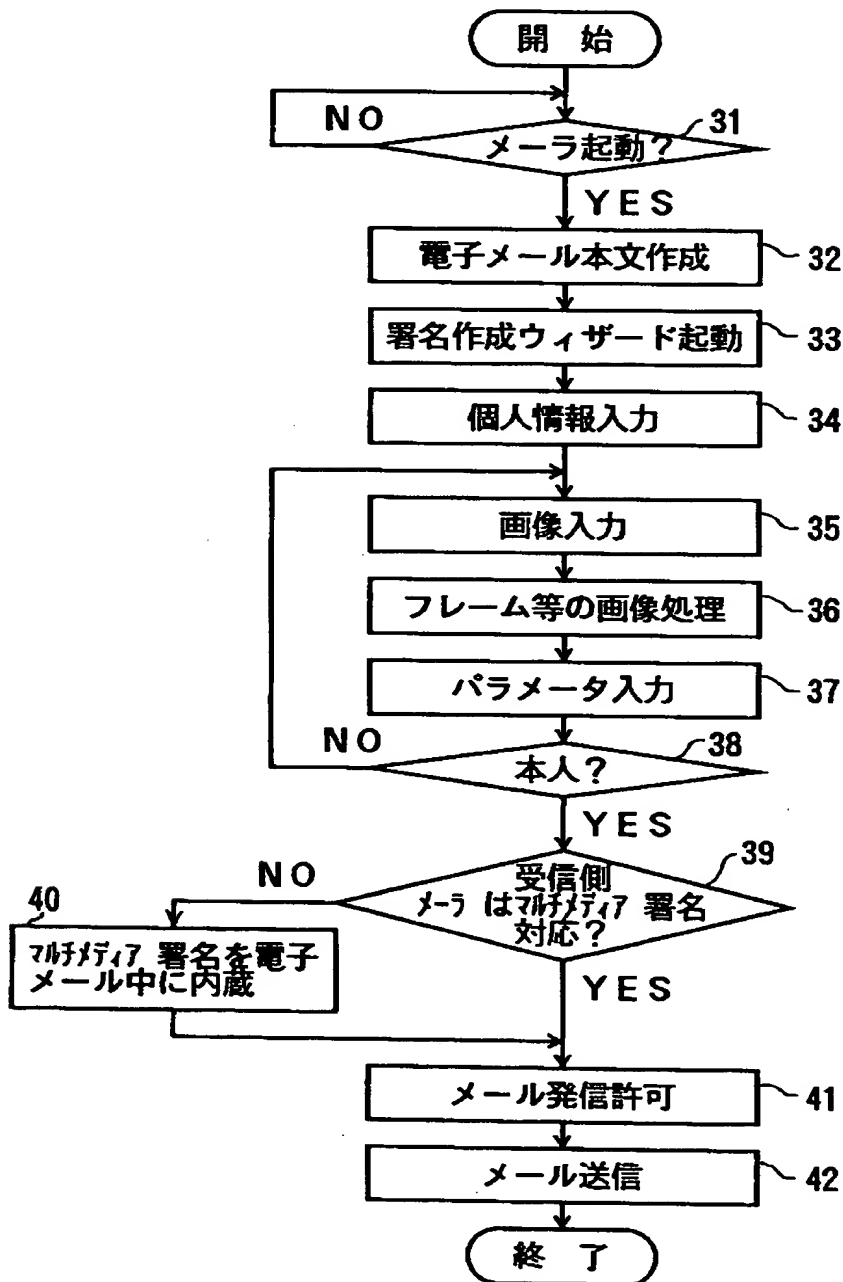 開 始
NO
メーラ起動?
31
YES
電子メール本文作成
32
署名作成ウィザード起動
33
個人情報入力
34
画像入力
35
フレーム等の画像処理
36
パラメータ入力
37
NO
本人?
38
YES
NO
受信側
メーラ はマルチメディア 署名
対応?
39
40
マルチメディア 署名を電子
メール中に内蔵
YES
メール発信許可
41
メール送信
42
終 了